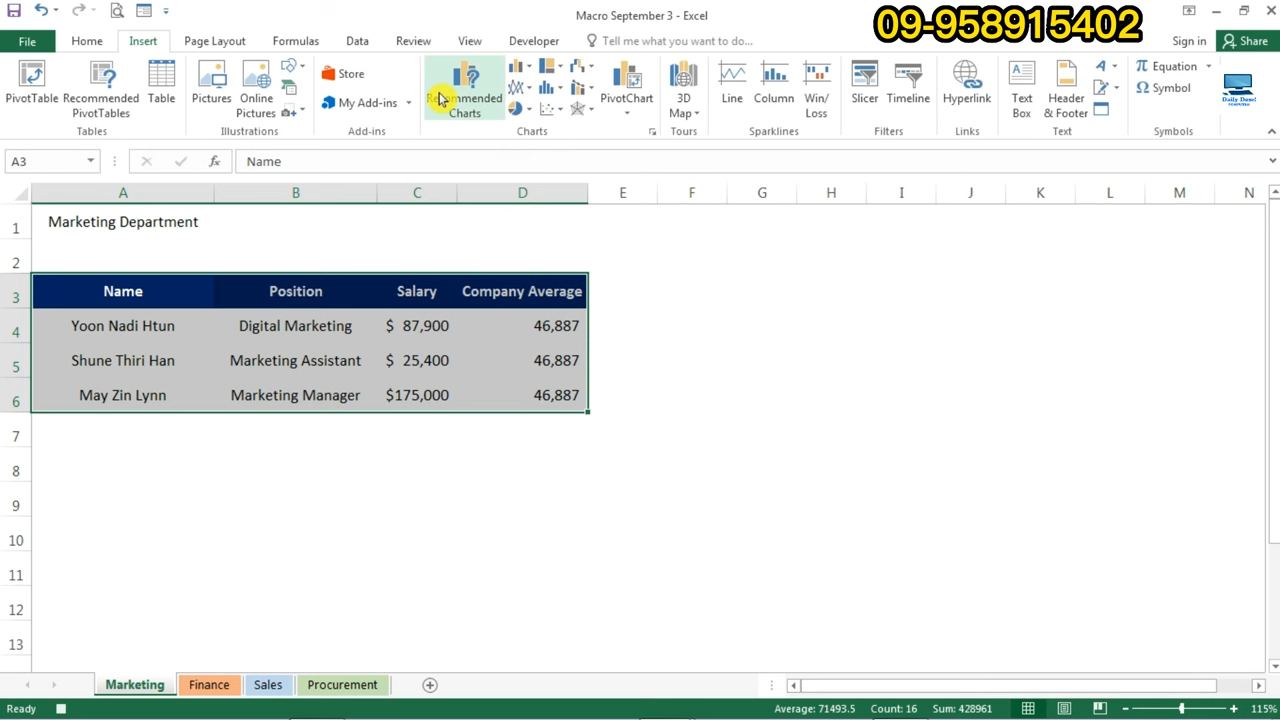 Macro September 3 - Excel
09-958915402
File Home Insert Page Layout Formulas Data Review View Developer Tell me what you want to do... Sign in Share
PivotTable
Recommended PivotTables
Table
Tables
Pictures
Online Pictures
Illustrations
Store
My Add-ins
Add-ins
Recommended Charts
PivotChart
Charts
3D Map
Tours
Line
Column
Win/Loss
Sparklines
Slicer
Timeline
Filters
Hyperlink
Links
Text Box
Header & Footer
Text
Equation
Symbol
Symbols
Daily Dose!
A3 fx Name
A B C D E F G H I J K L M N
1 Marketing Department
2
3 Name Position Salary Company Average
4 Yoon Nadi Htun Digital Marketing $ 87,900 46,887
5 Shune Thiri Han Marketing Assistant $ 25,400 46,887
6 May Zin Lynn Marketing Manager $175,000 46,887
7
8
9
10
11
12
13
Marketing Finance Sales Procurement
Ready Average: 71493.5 Count: 16 Sum: 428961 115%